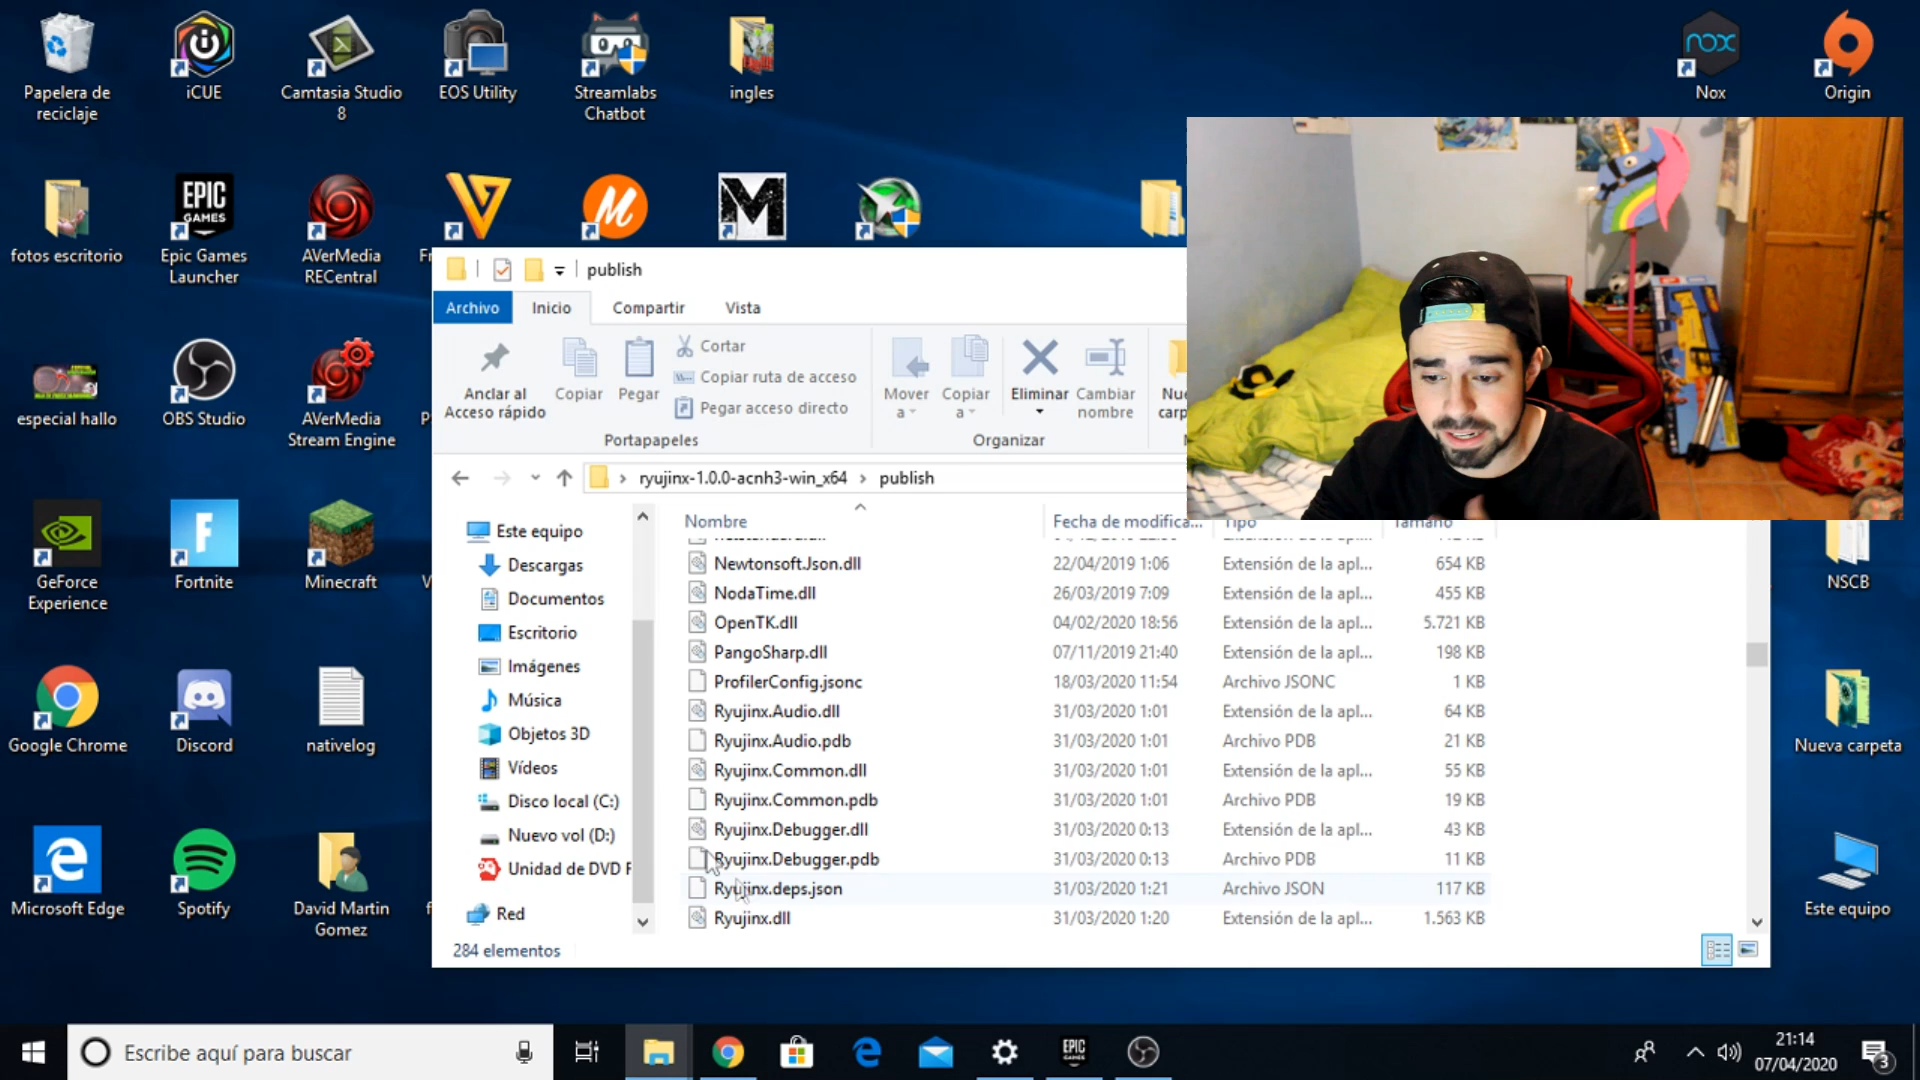 Papelera de
reciclaje
iCUE
Camtasia Studio
8
EOS Utility
Streamlabs
Chatbot
ingles
nox
Nox
Origin
fotos escritorio
EPIC
GAMES
Epic Games
Launcher
AVerMedia
RECentral
publish
Archivo
Inicio
Compartir
Vista
Anclar al
Acceso rápido
Copiar
Pegar
Cortar
Copiar ruta de acceso
Pegar acceso directo
Portapapeles
Mover
a
Copiar
a
Eliminar
Cambiar
nombre
Organizar
especial hallo
OBS Studio
AVerMedia
Stream Engine
ryujinx-1.0.0-acnh3-win_x64 > publish
Nombre
Fecha de modifica...
Tipo
Tamaño
Este equipo
Descargas
Documentos
Escritorio
Imágenes
Música
Objetos 3D
Vídeos
Disco local (C:)
Nuevo vol (D:)
Unidad de DVD F
Red
Newtonsoft.Json.dll 22/04/2019 1:06 Extensión de la apl... 654 KB
NodaTime.dll 26/03/2019 7:09 Extensión de la apl... 455 KB
OpenTK.dll 04/02/2020 18:56 Extensión de la apl... 5.721 KB
PangoSharp.dll 07/11/2019 21:40 Extensión de la apl... 198 KB
ProfilerConfig.jsonc 18/03/2020 11:54 Archivo JSONC 1 KB
Ryujinx.Audio.dll 31/03/2020 1:01 Extensión de la apl... 64 KB
Ryujinx.Audio.pdb 31/03/2020 1:01 Archivo PDB 21 KB
Ryujinx.Common.dll 31/03/2020 1:01 Extensión de la apl... 55 KB
Ryujinx.Common.pdb 31/03/2020 1:01 Archivo PDB 19 KB
Ryujinx.Debugger.dll 31/03/2020 0:13 Extensión de la apl... 43 KB
Ryujinx.Debugger.pdb 31/03/2020 0:13 Archivo PDB 11 KB
Ryujinx.deps.json 31/03/2020 1:21 Archivo JSON 117 KB
Ryujinx.dll 31/03/2020 1:20 Extensión de la apl... 1.563 KB
284 elementos
GeForce
Experience
Fortnite
Minecraft
NSCB
Google Chrome
Discord
nativelog
Nueva carpeta
Microsoft Edge
Spotify
David Martin
Gomez
Este equipo
Escribe aquí para buscar
EPIC
GAMES
21:14
07/04/2020
3